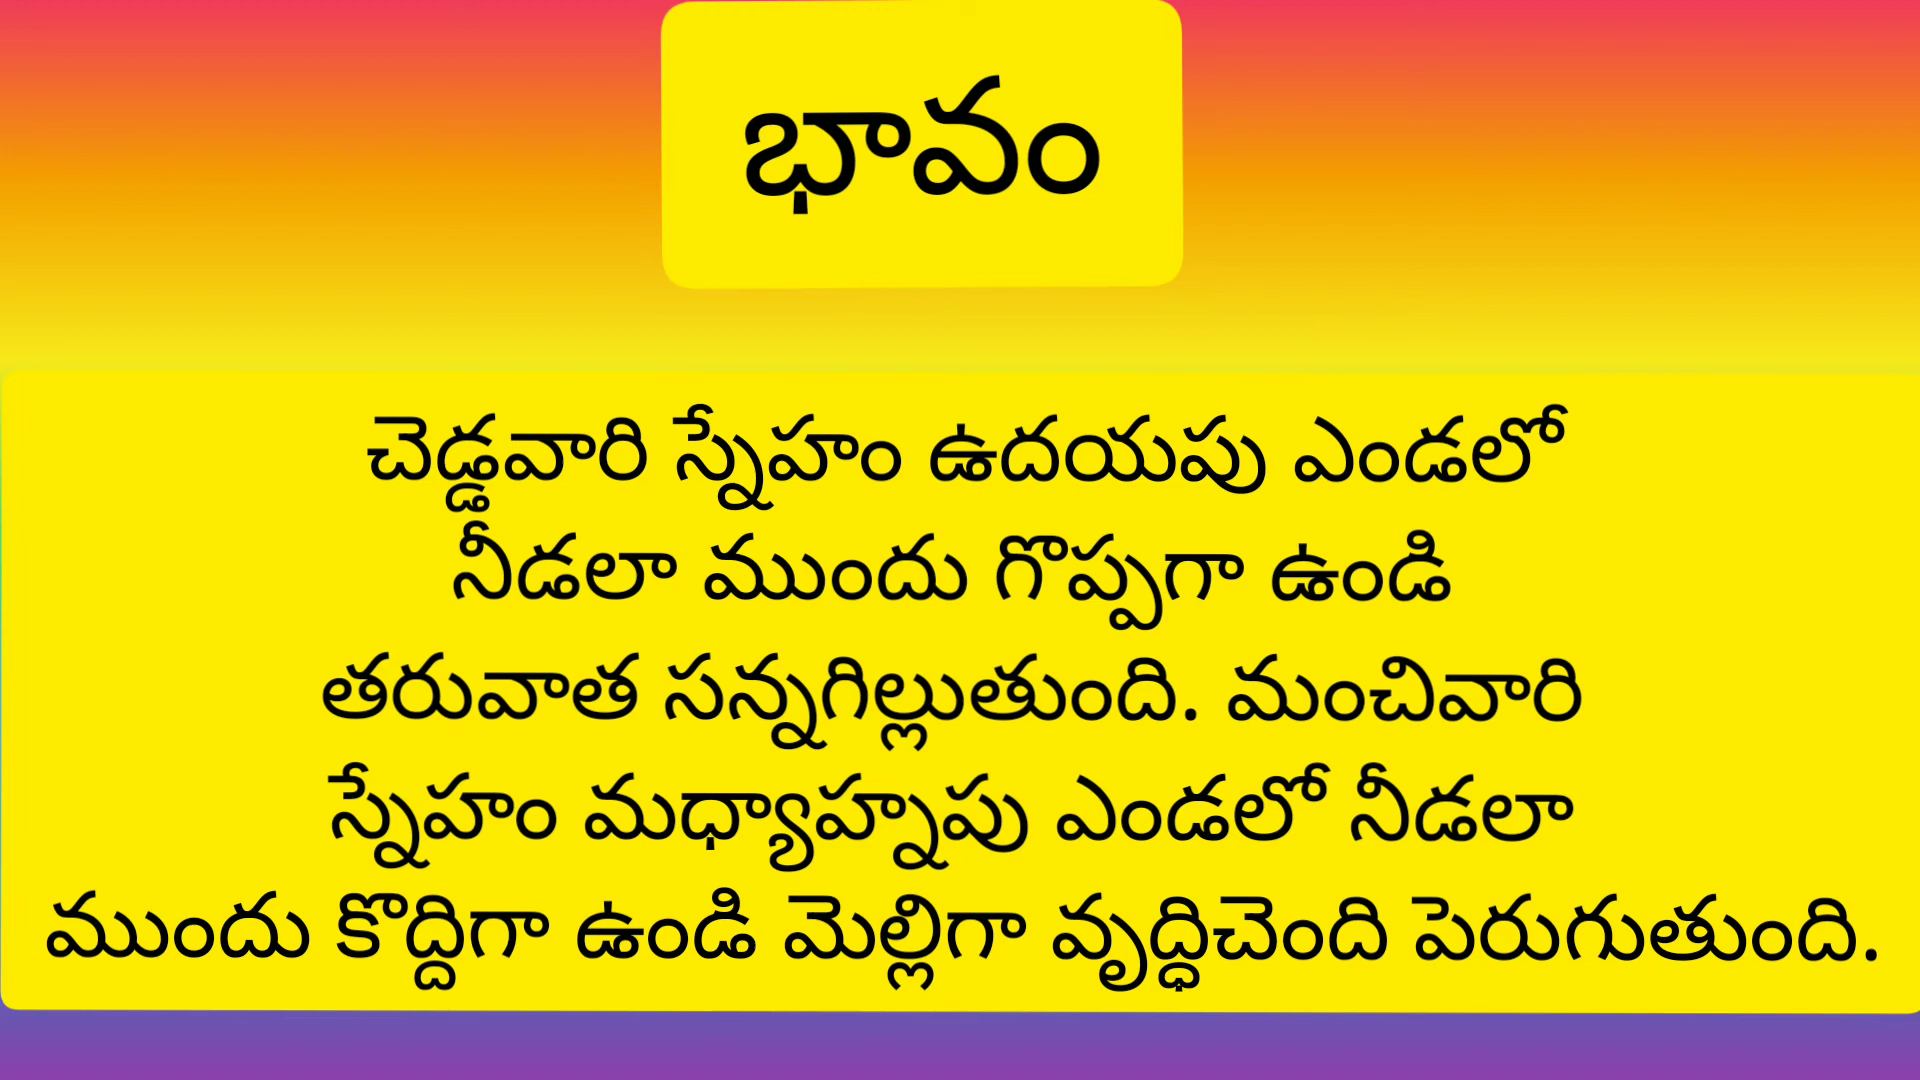 భావం
చెడ్డవారి స్నేహం ఉదయపు ఎండలో
నీడలా ముందు గొప్పగా ఉండి
తరువాత సన్నగిల్లుతుంది. మంచివారి
స్నేహం మధ్యాహ్నపు ఎండలో నీడలా
ముందు కొద్దిగా ఉండి మెల్లిగా వృద్ధిచెంది పెరుగుతుంది.